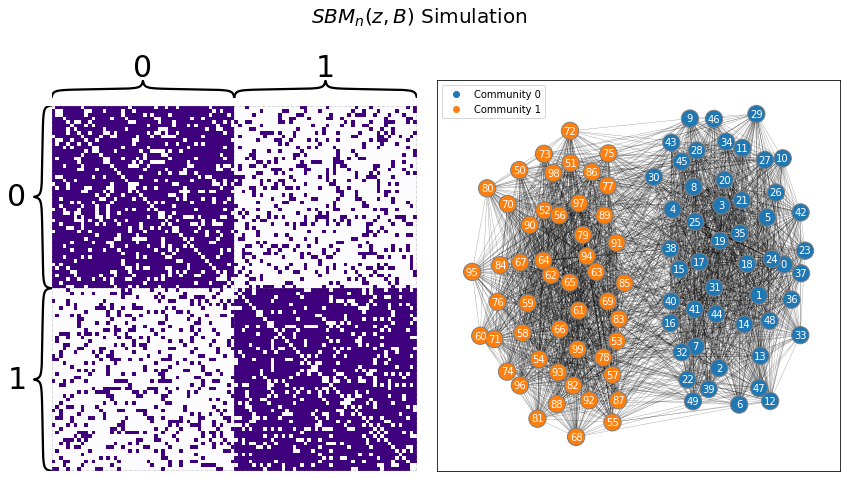 SBM_n(z, B) Simulation
0 1
0
1
Community 0
Community 1
9 46 29
72
43 34 11
73 75 28 27 10
51 45
50 98 86 30 20
80 77 8 26
70 97 3 21
52 56 89 4 5 42
90 25
79 91 19 35
94 38 23
84 67 64 17 18 24 0
95 62 63 15 37
65 85
31
76 59 69 40 1 36
61 41 44
83 16 14 48
60 71 58 66 53 33
99 32 7
54 78 13
74 93 57 2
96 82 22 39 47
88 92 87 49 6 12
81 55
68